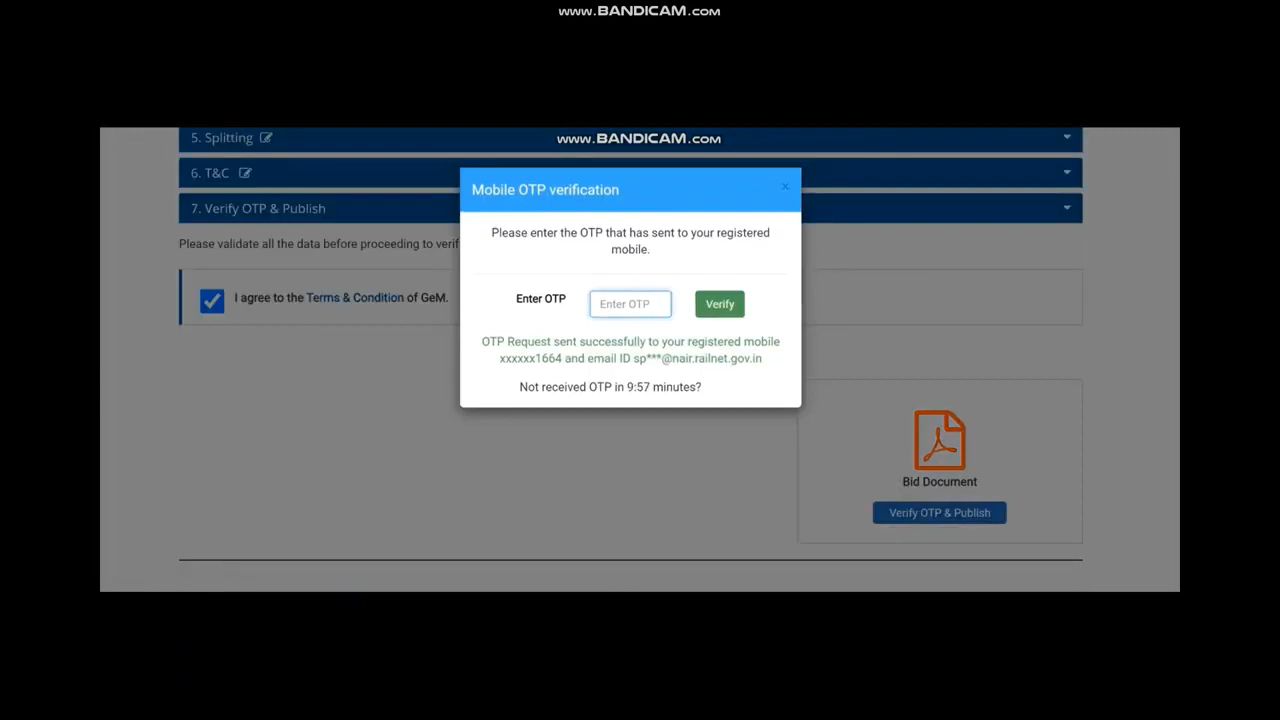 www.BANDICAM.com
5. Splitting
www.BANDICAM.com
6. T&C
Mobile OTP verification
×
7. Verify OTP & Publish
Please enter the OTP that has sent to your registered
mobile.
Please validate all the data before proceeding to verif
I agree to the Terms & Condition of GeM.
Enter OTP
Enter OTP
Verify
OTP Request sent successfully to your registered mobile
xxxxxx1664 and email ID sp***@nair.railnet.gov.in
Not received OTP in 9:57 minutes?
Bid Document
Verify OTP & Publish